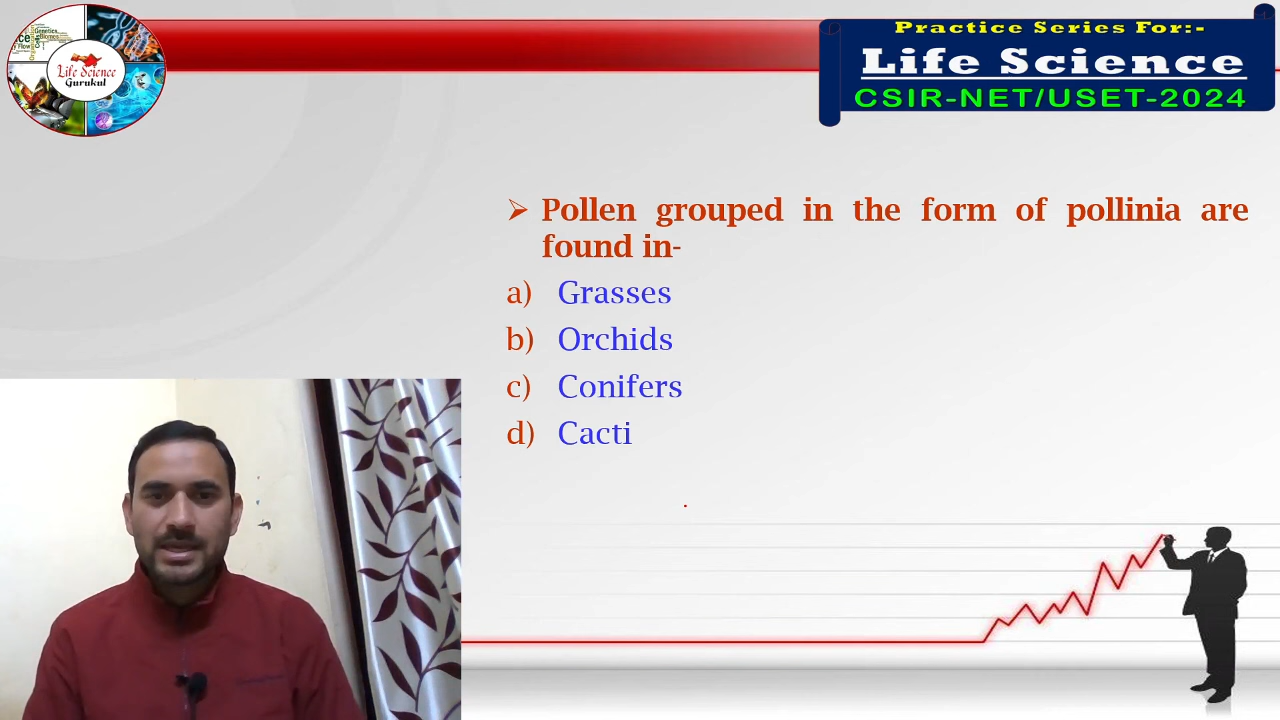 Practice Series For:-
Life Science
CSIR-NET/USET-2024
Genetics
Life Science
Gurukul
➢ Pollen grouped in the form of pollinia are
found in-
a) Grasses
b) Orchids
c) Conifers
d) Cacti